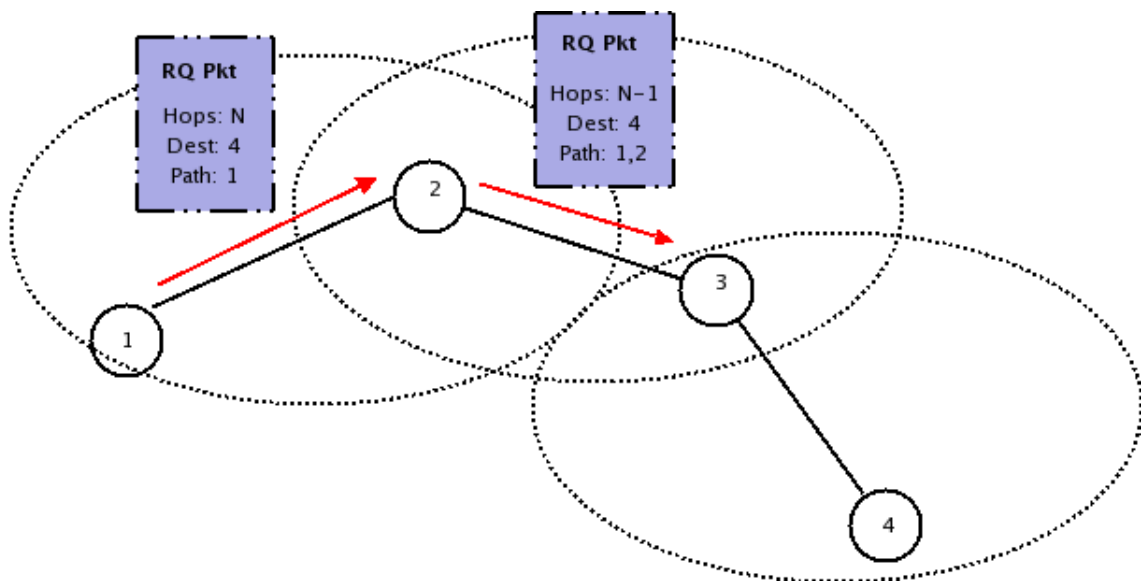 RQ Pkt
Hops: N
Dest: 4
Path: 1
RQ Pkt
Hops: N-1
Dest: 4
Path: 1,2
1
2
3
4